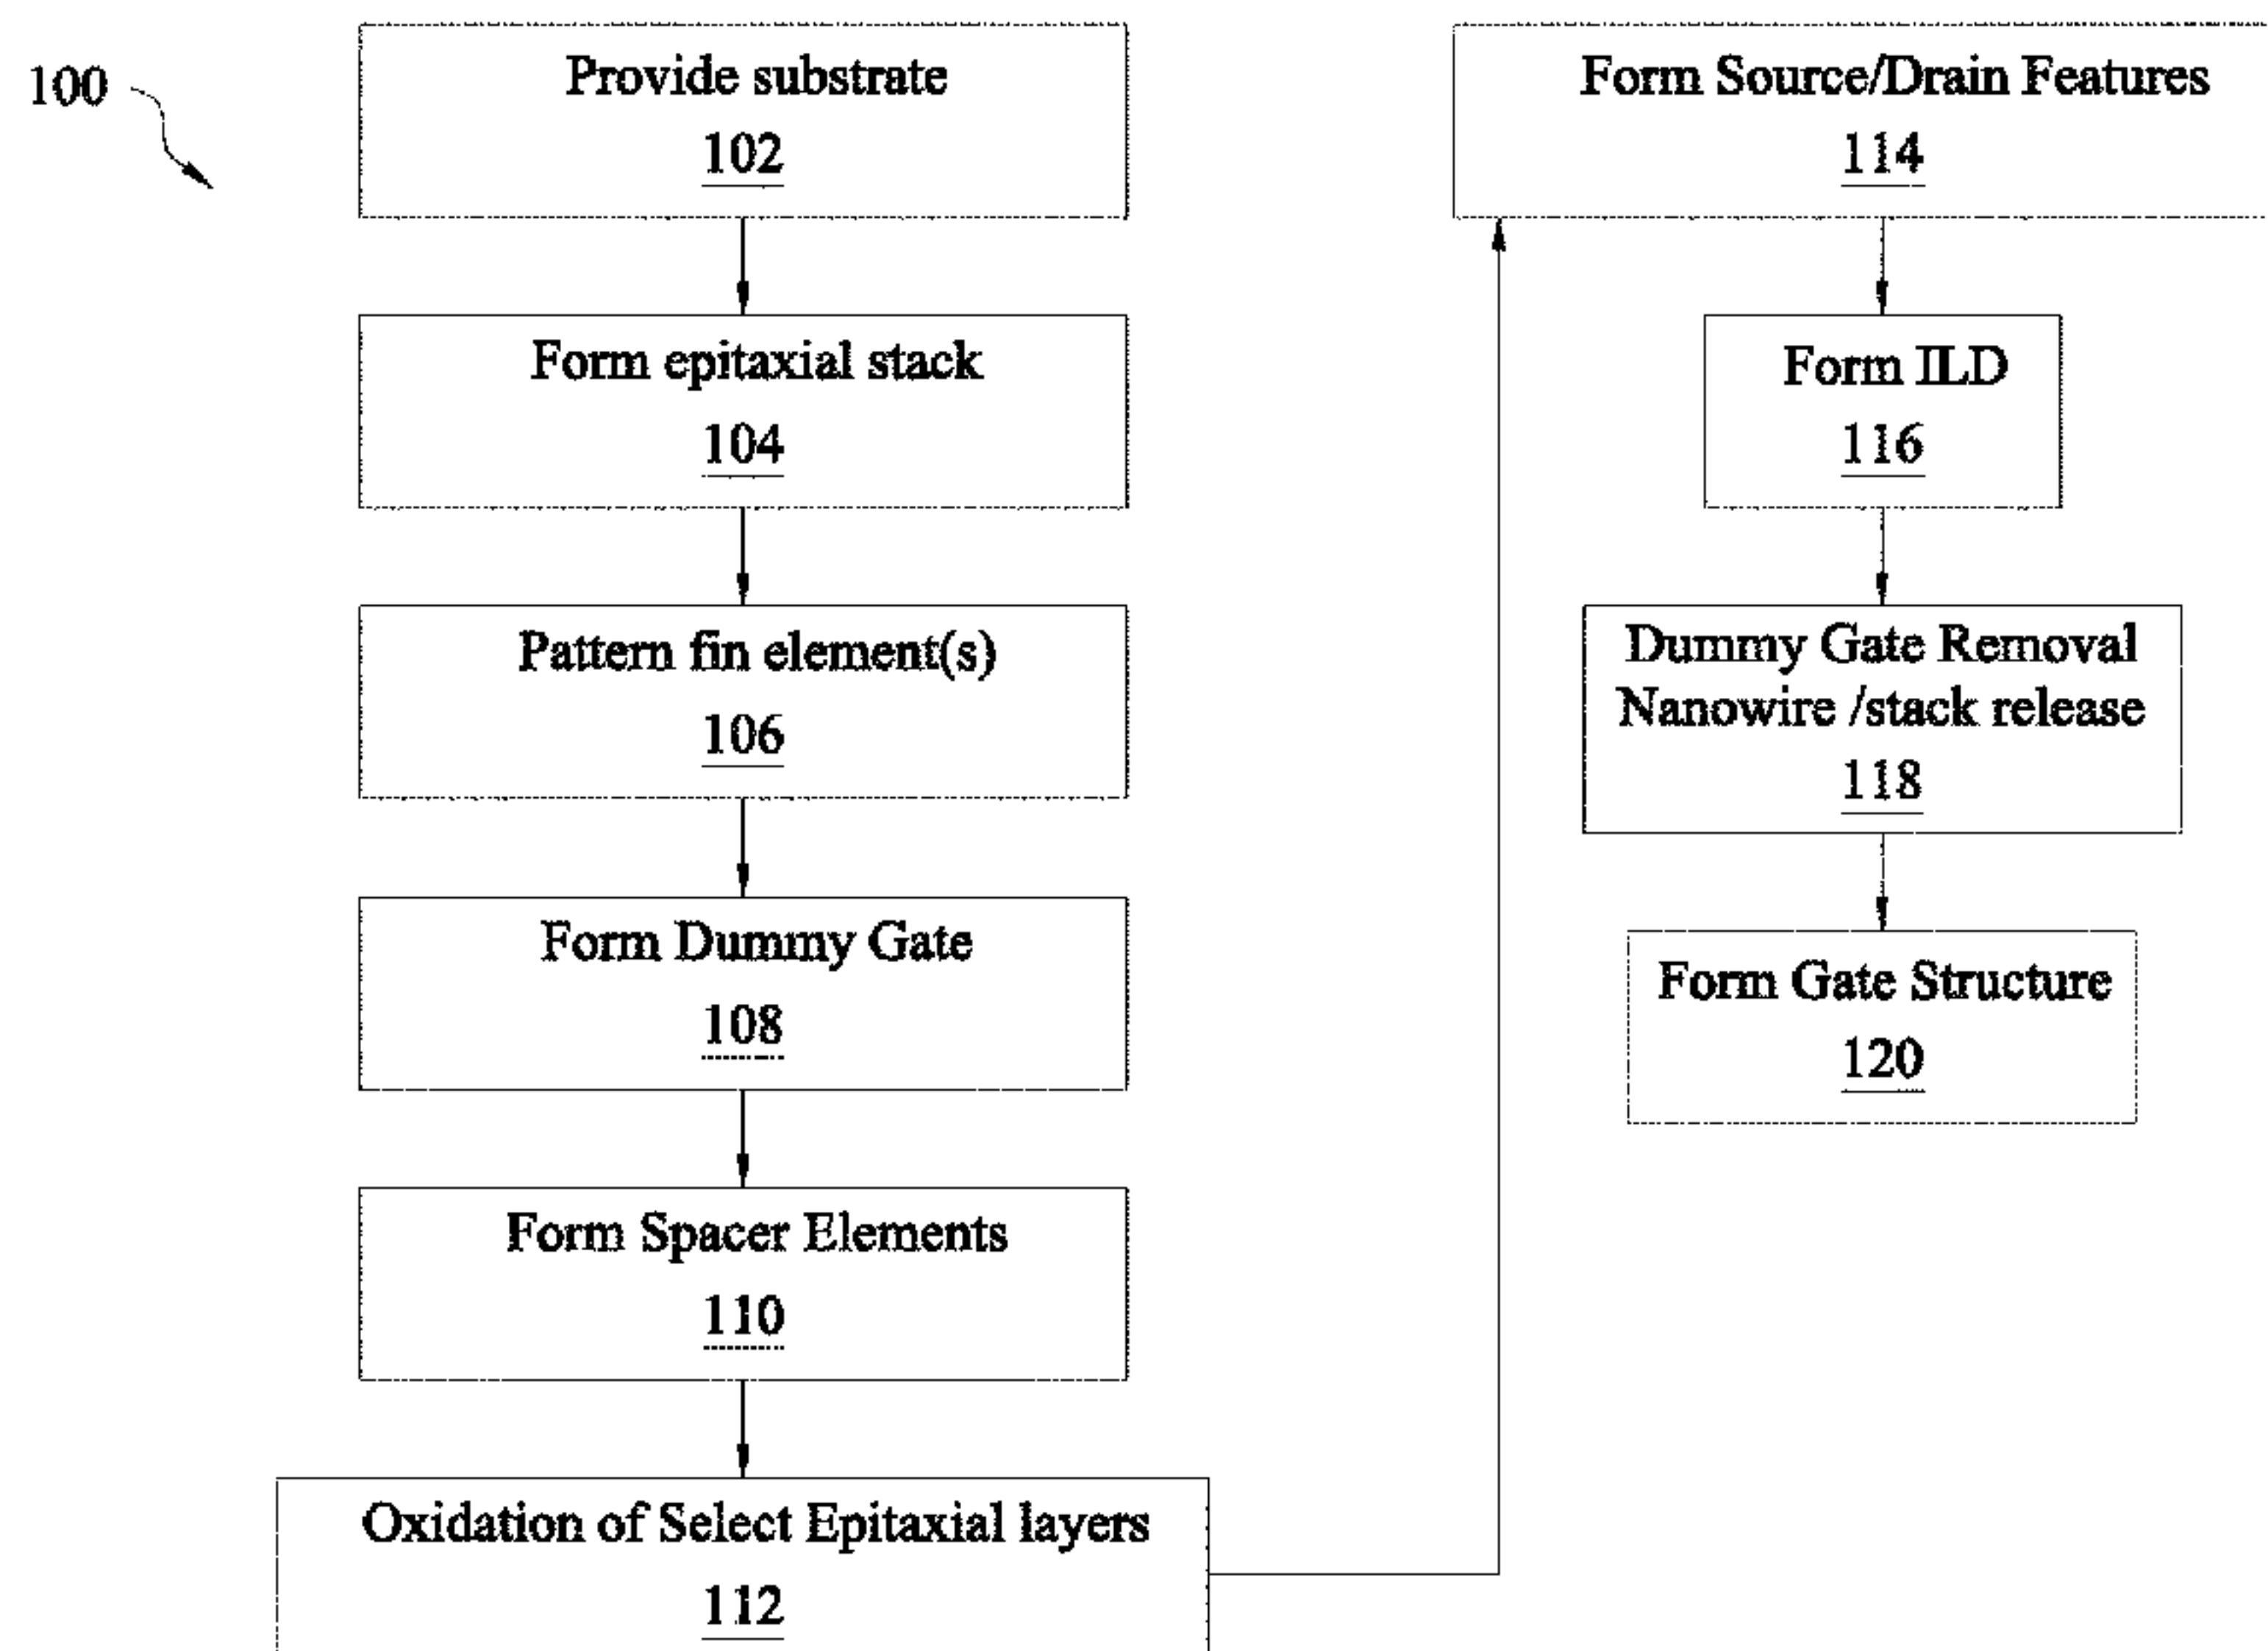 100
Provide substrate
102
Form epitaxial stack
104
Pattern fin element(s)
106
Form Dummy Gate
108
Form Spacer Elements
110
Oxidation of Select Epitaxial layers
112
Form Source/Drain Features
114
Form ILD
116
Dummy Gate Removal
Nanowire /stack release
118
Form Gate Structure
120